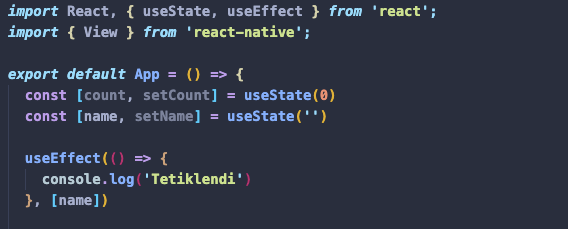 import React, { useState, useEffect } from 'react';
import { View } from 'react-native';
export default App = () => {
const [count, setCount] = useState(0)
const [name, setName] = useState('')
useEffect(() => {
console.log('Tetiklendi')
}, [name])